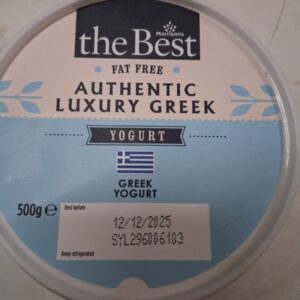 the Best
Morrisons
FAT FREE
AUTHENTIC
LUXURY GREEK
YOGURT
GREEK
YOGURT
500g e
Best before
12/12/2025
SYL296006103
Keep refrigerated